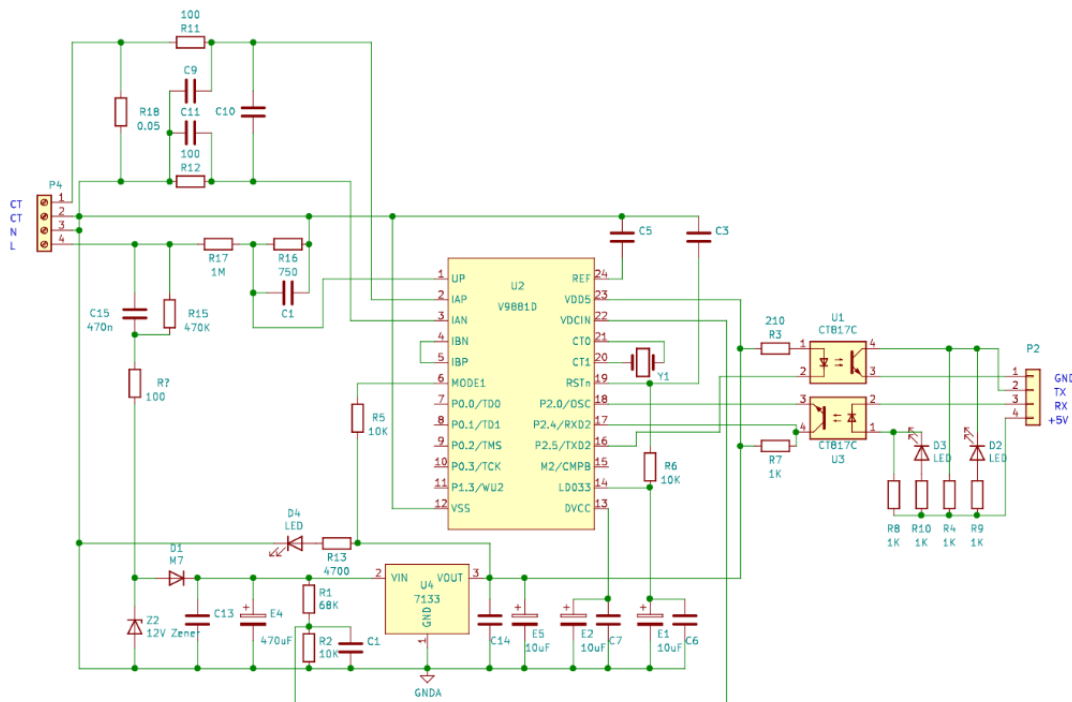 100
R11
C9
R18
0.05
C11
C10
100
R12
P4
CT
1
CT
2
N
3
L
4
R17
1M
R16
750
C1
C5
C3
C15
470n
R15
470K
R?
100
U2
V9881D
1 UP
2 IAP
3 IAN
4 IBN
5 IBP
6 MODE1
7 P0.0/TDO
8 P0.1/TD1
9 P0.2/TMS
10 P0.3/TCK
11 P1.3/WU2
12 VSS
REF 24
VDD5 23
VDCIN 22
CT0 21
CT1 20
RSTn 19
P2.0/OSC 18
P2.4/RXD2 17
P2.5/TXD2 16
M2/CMPB 15
LDO33 14
DVCC 13
Y1
R5
10K
R6
10K
210
R3
U1
CT817C
1
2
4
3
R7
1K
3
4
2
1
CT817C
U3
P2
1 GND
2 TX
3 RX
4 +5V
D3
LED
D2
LED
R8
1K
R10
1K
R4
1K
R9
1K
D4
LED
R13
4700
D1
M7
Z2
12V Zener
C13
E4
470uF
R1
68K
R2
10K
C1
2 VIN
VOUT 3
U4
7133
GND
1
GNDA
C14
E5
10uF
E2
10uF
C7
E1
10uF
C6
+
+
+
+